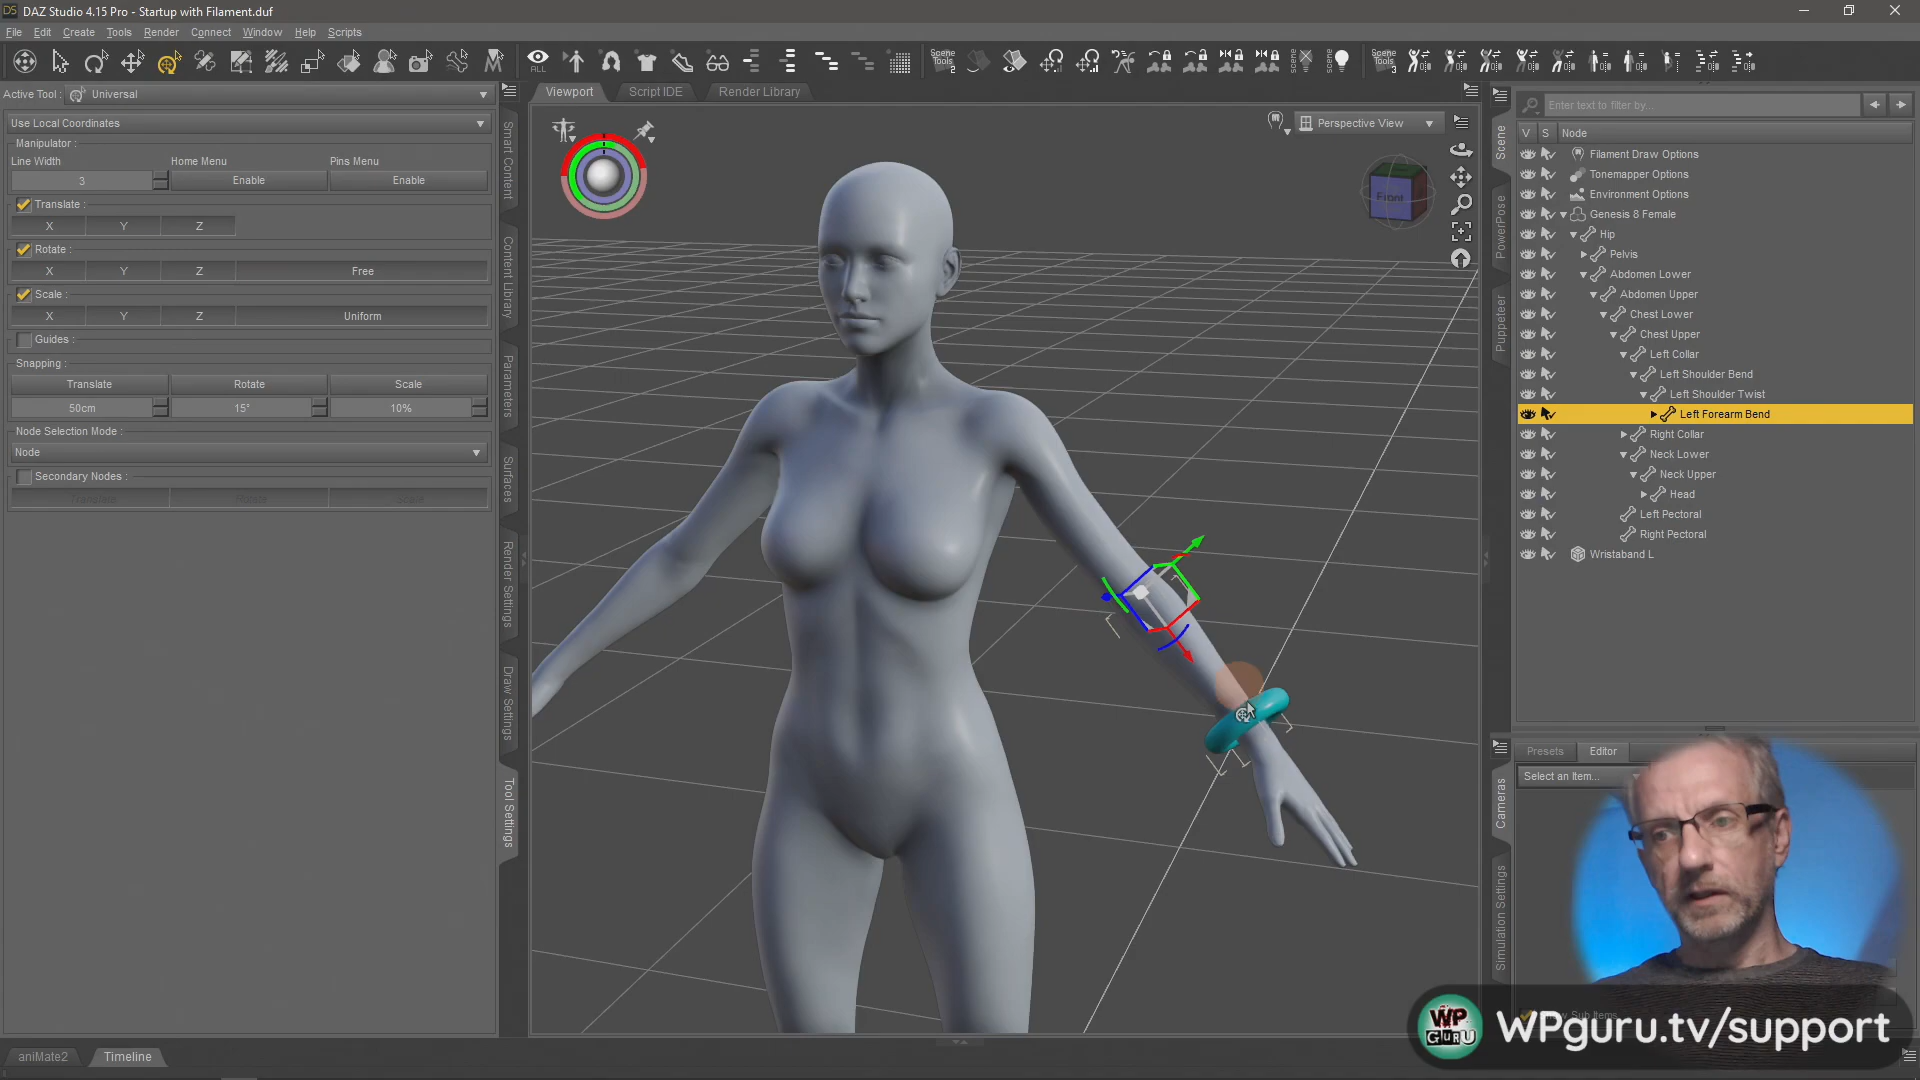 DS DAZ Studio 4.15 Pro - Startup with Filament.duf
File Edit Create Tools Render Connect Window Help Scripts
ALL
Scene Tools 2
Scene Tools 3
Active Tool : Universal
Use Local Coordinates
Manipulator :
Line Width Home Menu Pins Menu
3 Enable Enable
Translate :
X Y Z
Rotate :
X Y Z Free
Scale :
X Y Z Uniform
Guides :
Snapping :
Translate Rotate Scale
50cm 15° 10%
Node Selection Mode :
Node
Secondary Nodes :
Translate Rotate Scale
Smart Content
Content Library
Parameters
Surfaces
Render Settings
Draw Settings
Tool Settings
Viewport Script IDE Render Library
Perspective View
Front
Scene
PowerPose
Puppeteer
Enter text to filter by...
V S Node
Filament Draw Options
Tonemapper Options
Environment Options
Genesis 8 Female
Hip
Pelvis
Abdomen Lower
Abdomen Upper
Chest Lower
Chest Upper
Left Collar
Left Shoulder Bend
Left Shoulder Twist
Left Forearm Bend
Right Collar
Neck Lower
Neck Upper
Head
Left Pectoral
Right Pectoral
Wristaband L
Cameras
Simulation Settings
Presets Editor
Select an Item...
Sub Items
WP GURU
WPguru.tv/support
aniMate2 Timeline